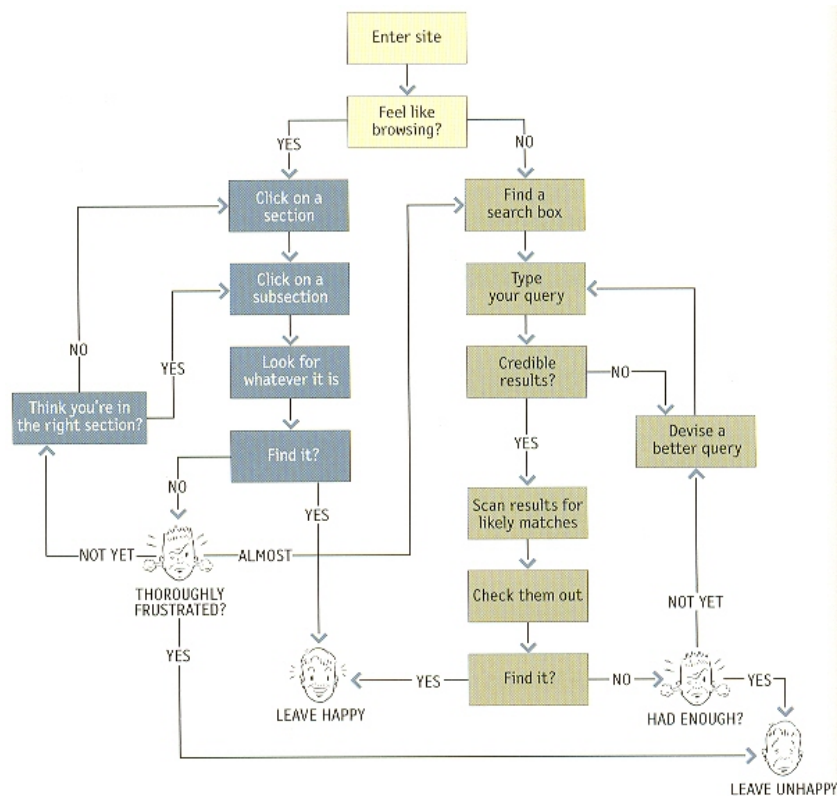 Enter site
Feel like
browsing?
YES
NO
Click on a
section
Find a
search box
Click on a
subsection
Type
your query
NO
YES
Look for
whatever it is
Credible
results?
NO
Think you're in
the right section?
Devise a
better query
Find it?
YES
NO
YES
Scan results for
likely matches
NOT YET
ALMOST
THOROUGHLY
FRUSTRATED?
Check them out
NOT YET
YES
Find it?
YES
NO
YES
LEAVE HAPPY
HAD ENOUGH?
LEAVE UNHAPPY